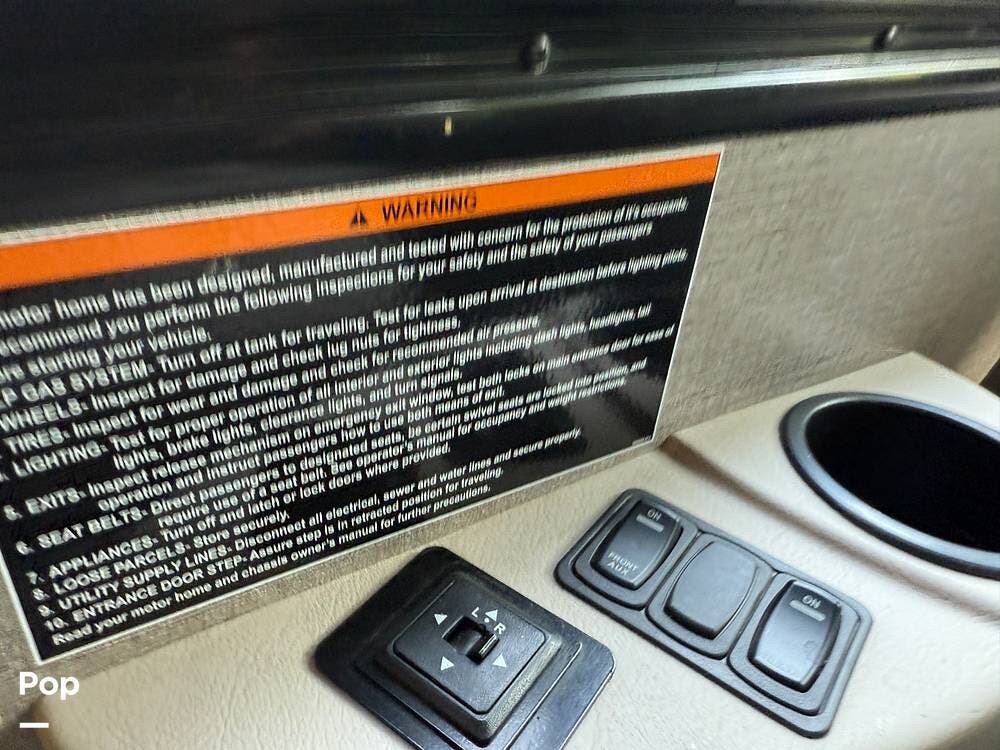 WARNING
motor home has been designed, manufactured and tested with concern for the protection of it's occupants.
recommend you perform the following inspections for your safety and the safety of your passengers
starting your vehicle.
GAS SYSTEM- Turn off at tank for traveling. Test for leaks upon arrival at destination before lighting pilots.
WHEELS- Inspect for damage and check lug nuts for tightness.
TIRES- Inspect for wear and damage and check for recommended air pressure.
LIGHTING- Test for proper operation of all interior and exterior lights including dash lights, headlights, tail
lights, brake lights, clearance lights, and turn signals.
5. EXITS- Inspect release mechanism on emergency exit window, test both locks on main entrance door for ease of
operation and instruct passengers how to use both means of exit.
6. SEAT BELTS- Direct passengers to designated seats, be certain swivel seats are locked into position, and
require use of a seat belt. See operator's manual for occupancy and weight restrictions.
7. APPLIANCES- Turn off and latch or lock doors where provided.
8. LOOSE PARCELS- Store securely.
9. UTILITY SUPPLY LINES- Disconnect all electrical, sewer and water lines and secure properly.
10. ENTRANCE DOOR STEP- Assure step is in retracted position for traveling.
Read your motor home and chassis owner's manual for further precautions.
ON
FRONT
AUX
ON
L R
Pop